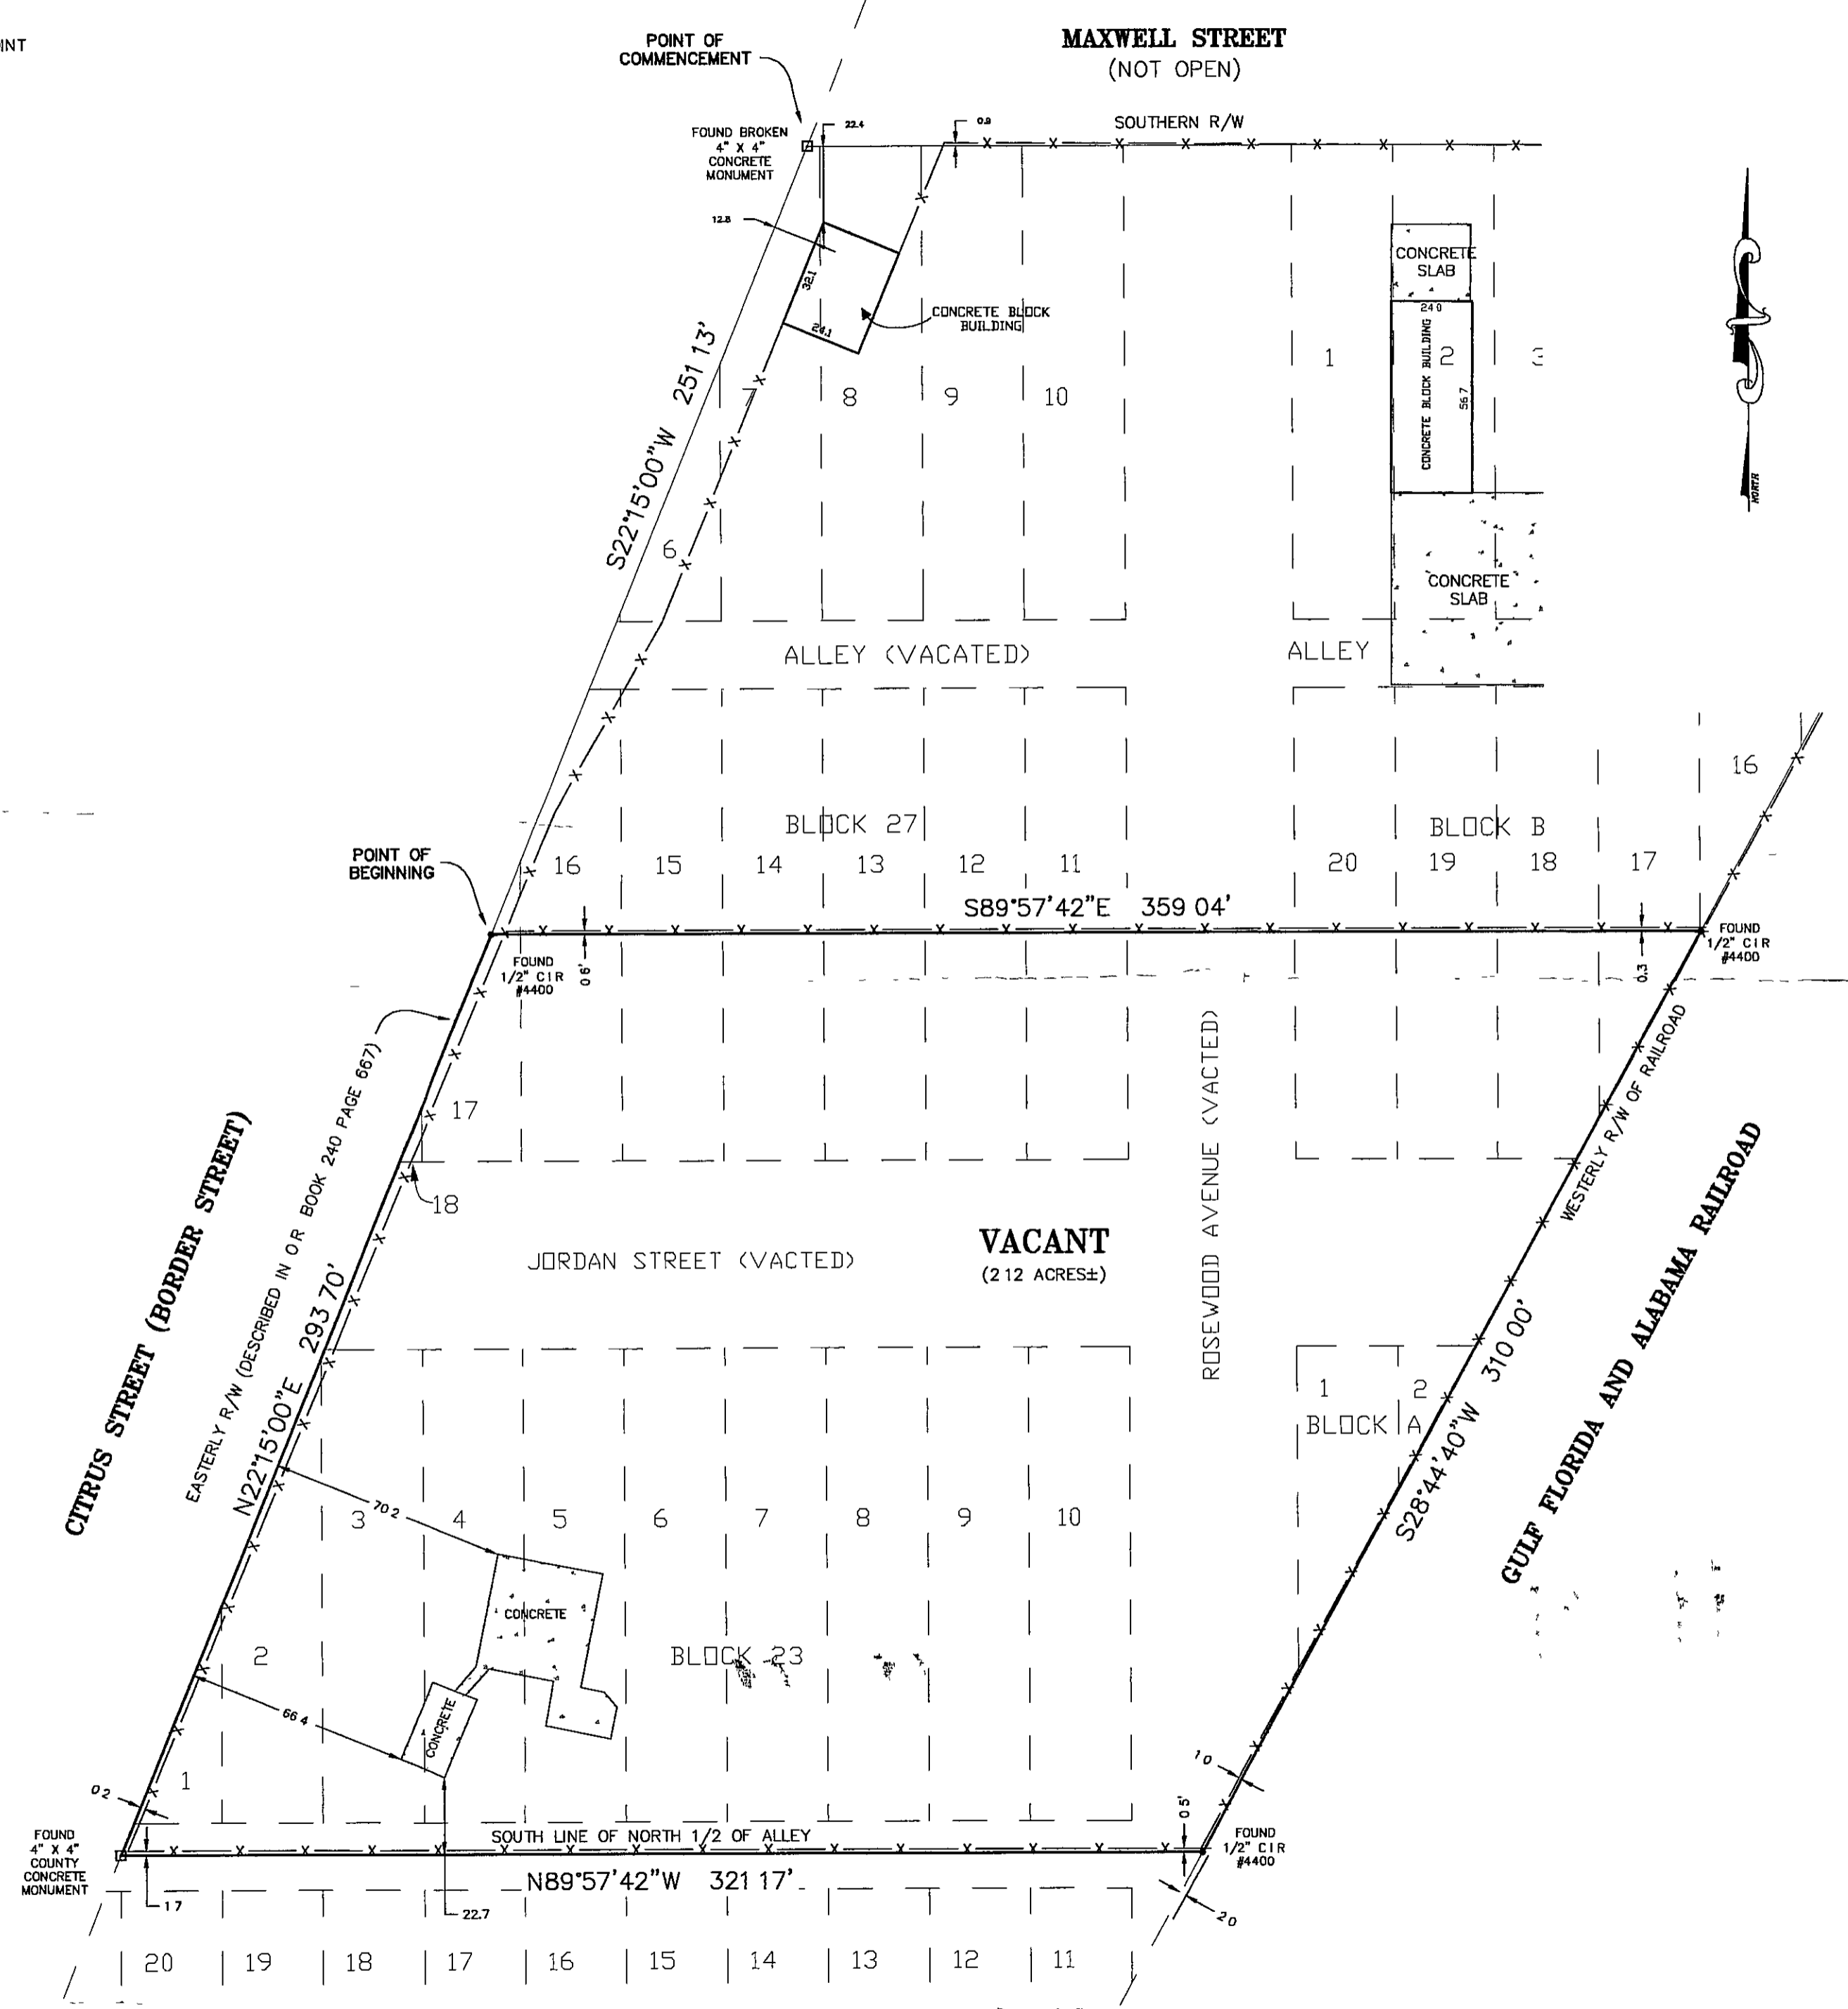 INT
POINT OF
COMMENCEMENT
MAXWELL STREET
(NOT OPEN)
FOUND BROKEN
4" X 4"
CONCRETE
MONUMENT
22.4
0.9
SOUTHERN R/W
12.8
32.1
24.1
CONCRETE BLOCK
BUILDING
CONCRETE
SLAB
24 0
CONCRETE BLOCK BUILDING
56 7
1
2
3
7
8
9
10
NORTH
S22°15'00"W 251 13'
6
CONCRETE
SLAB
ALLEY (VACATED)
ALLEY
16
BLOCK 27
BLOCK B
POINT OF
BEGINNING
16
15
14
13
12
11
20
19
18
17
S89°57'42"E 359 04'
FOUND
1/2" CIR
#4400
0 6'
0.3
FOUND
1/2" CIR
#4400
17
18
EASTERLY R/W (DESCRIBED IN OR BOOK 240 PAGE 667)
CITRUS STREET (BORDER STREET)
N22°15'00"E 293 70'
JORDAN STREET (VACTED)
VACANT
(2 12 ACRES±)
ROSEWOOD AVENUE (VACTED)
WESTERLY R/W OF RAILROAD
GULF FLORIDA AND ALABAMA RAILROAD
S28°44'40"W 310 00'
1
2
BLOCK A
70 2
3
4
5
6
7
8
9
10
CONCRETE
2
BLOCK 23
66 4
CONCRETE
1
0 2
1 0
0 5'
FOUND
4" X 4"
COUNTY
CONCRETE
MONUMENT
SOUTH LINE OF NORTH 1/2 OF ALLEY
FOUND
1/2" CIR
#4400
N89°57'42"W 321 17'
1 7
22.7
2 0
20
19
18
17
16
15
14
13
12
11